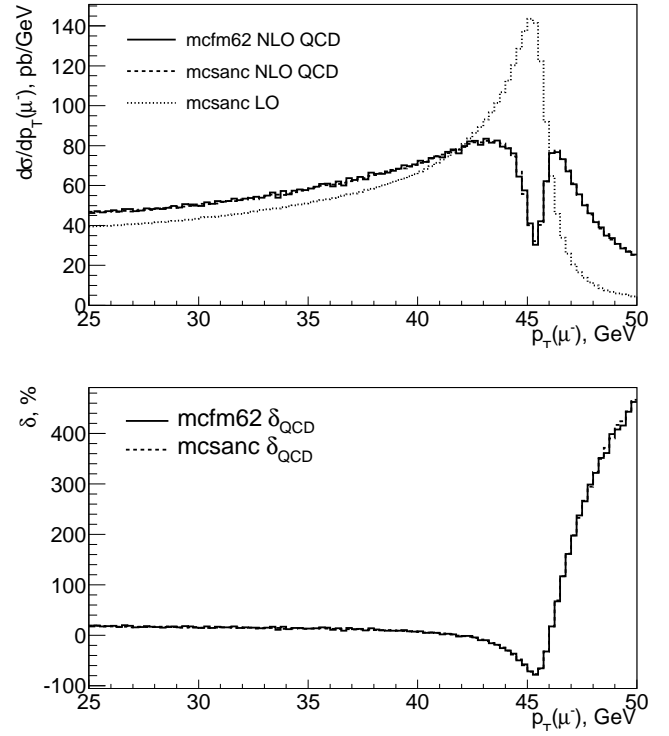 dσ/dp_T(μ⁻), pb/GeV
140
120
100
80
60
40
20
0
mcfm62 NLO QCD
mcsanc NLO QCD
mcsanc LO
25 30 35 40 45 50
p_T(μ⁻), GeV
δ, %
400
300
200
100
0
-100
mcfm62 δ_QCD
mcsanc δ_QCD
25 30 35 40 45 50
p_T(μ⁻), GeV